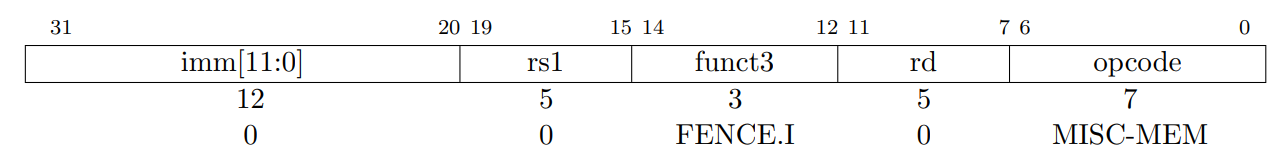 31 20 19 15 14 12 11 7 6 0
imm[11:0] rs1 funct3 rd opcode
12 5 3 5 7
0 0 FENCE.I 0 MISC-MEM